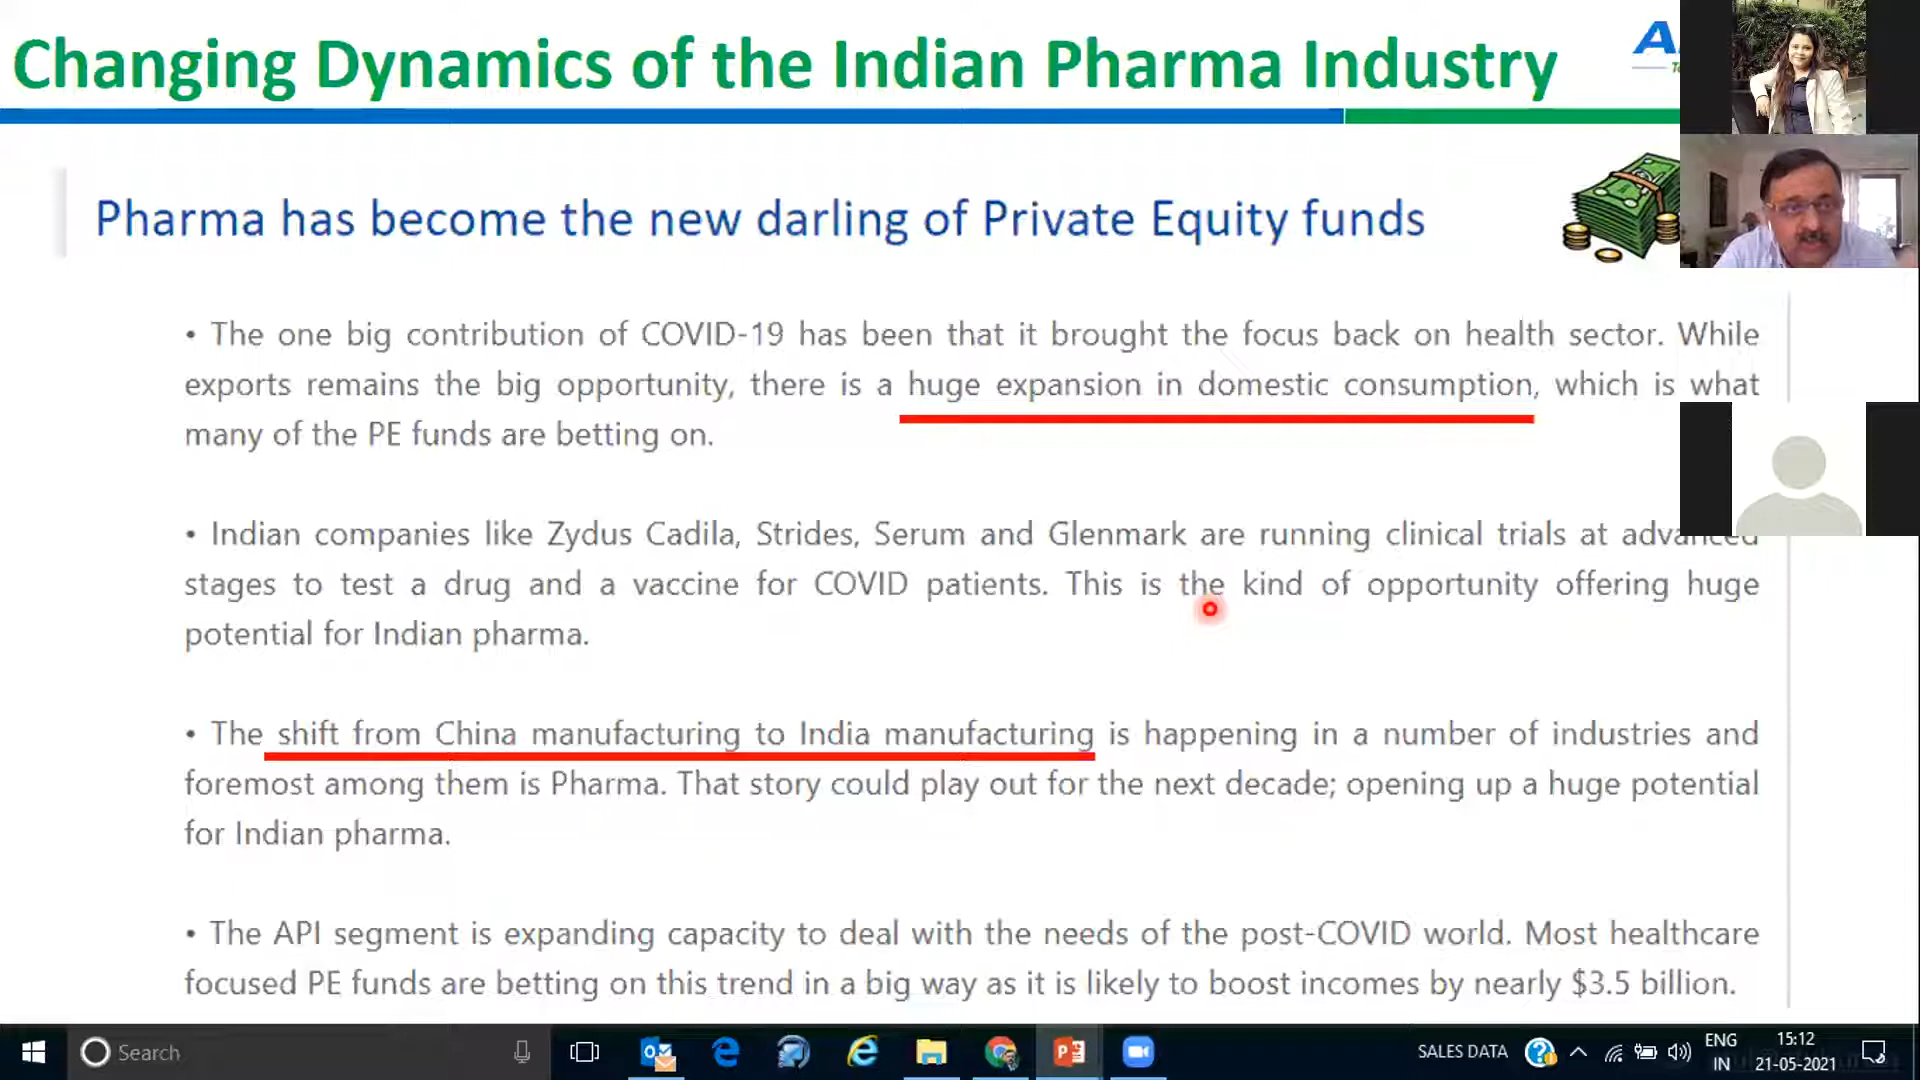 Changing Dynamics of the Indian Pharma Industry
Pharma has become the new darling of Private Equity funds
• The one big contribution of COVID-19 has been that it brought the focus back on health sector. While
exports remains the big opportunity, there is a huge expansion in domestic consumption, which is what
many of the PE funds are betting on.
• Indian companies like Zydus Cadila, Strides, Serum and Glenmark are running clinical trials at advanced
stages to test a drug and a vaccine for COVID patients. This is the kind of opportunity offering huge
potential for Indian pharma.
• The shift from China manufacturing to India manufacturing is happening in a number of industries and
foremost among them is Pharma. That story could play out for the next decade; opening up a huge potential
for Indian pharma.
• The API segment is expanding capacity to deal with the needs of the post-COVID world. Most healthcare
focused PE funds are betting on this trend in a big way as it is likely to boost incomes by nearly $3.5 billion.
Search
SALES DATA
ENG
IN
15:12
21-05-2021